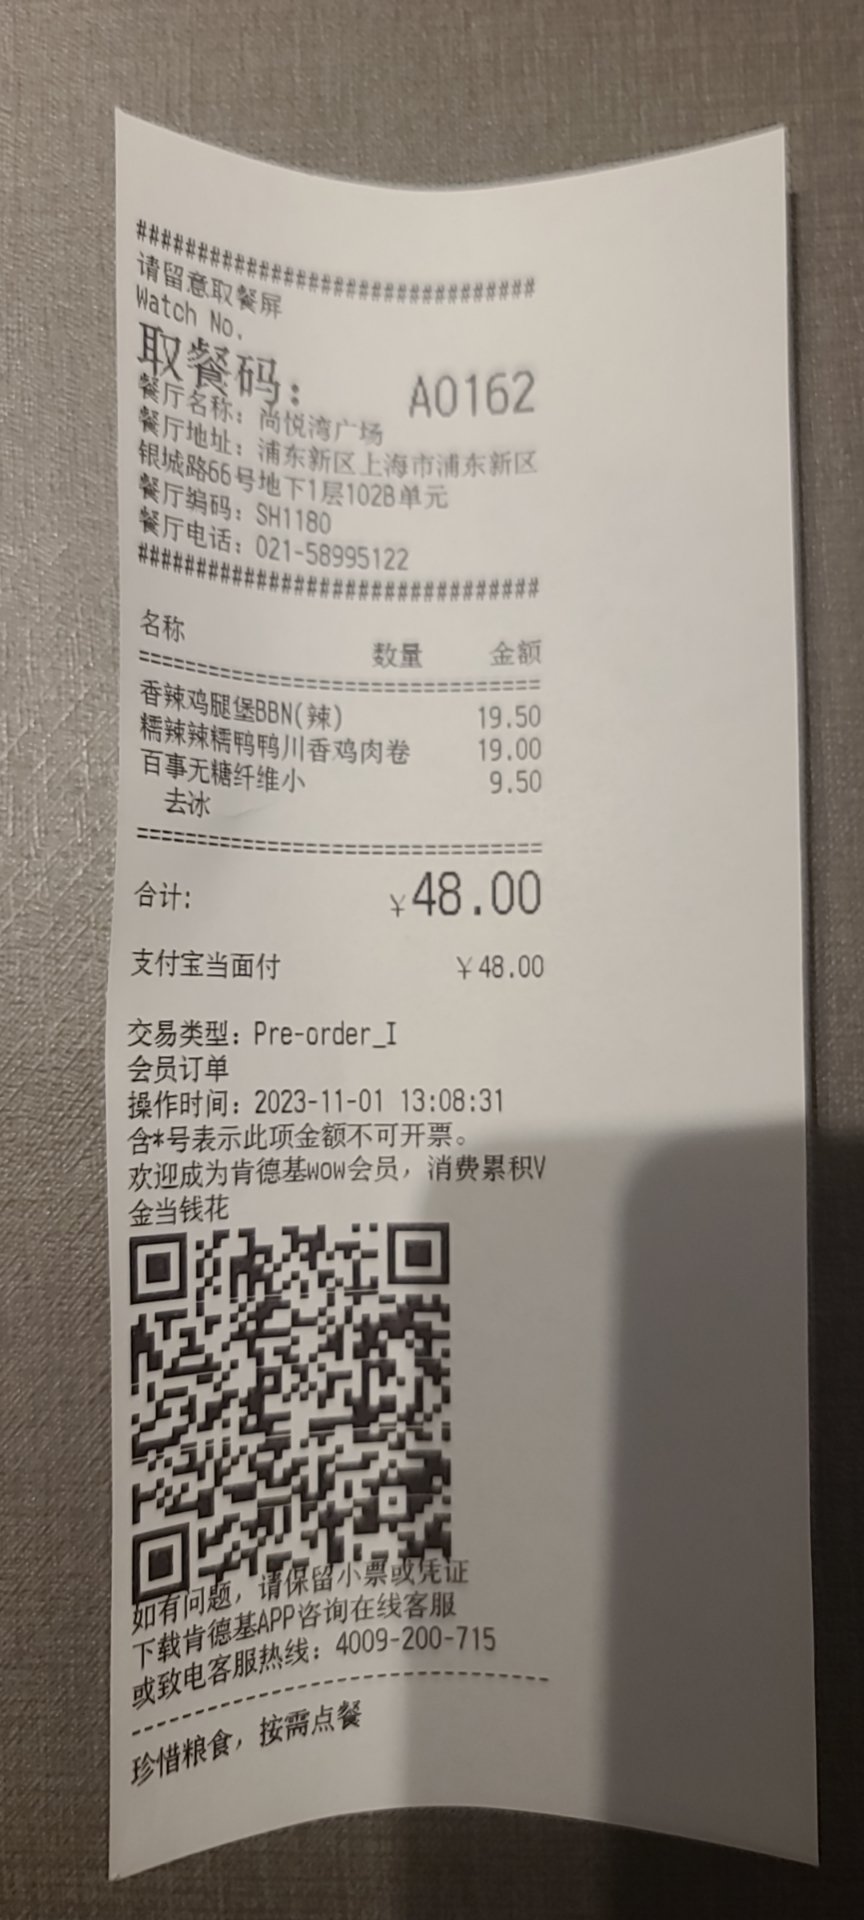 ##################################
请留意取餐屏
Watch No.
取餐码： A0162
餐厅名称：尚悦湾广场
餐厅地址：浦东新区上海市浦东新区
银城路66号地下1层102B单元
餐厅编码：SH1180
餐厅电话：021-58995122
##################################
名称 数量 金额
==================================
香辣鸡腿堡BBN(辣) 19.50
糯辣辣糯鸭鸭川香鸡肉卷 19.00
百事无糖纤维小 9.50
去冰
==================================
合计: ¥48.00
支付宝当面付 ¥48.00
交易类型：Pre-order_I
会员订单
操作时间：2023-11-01 13:08:31
含*号表示此项金额不可开票。
欢迎成为肯德基WOW会员，消费累积V
金当钱花
如有问题，请保留小票或凭证
下载肯德基APP咨询在线客服
或致电客服热线：4009-200-715
----------------------------------
珍惜粮食，按需点餐